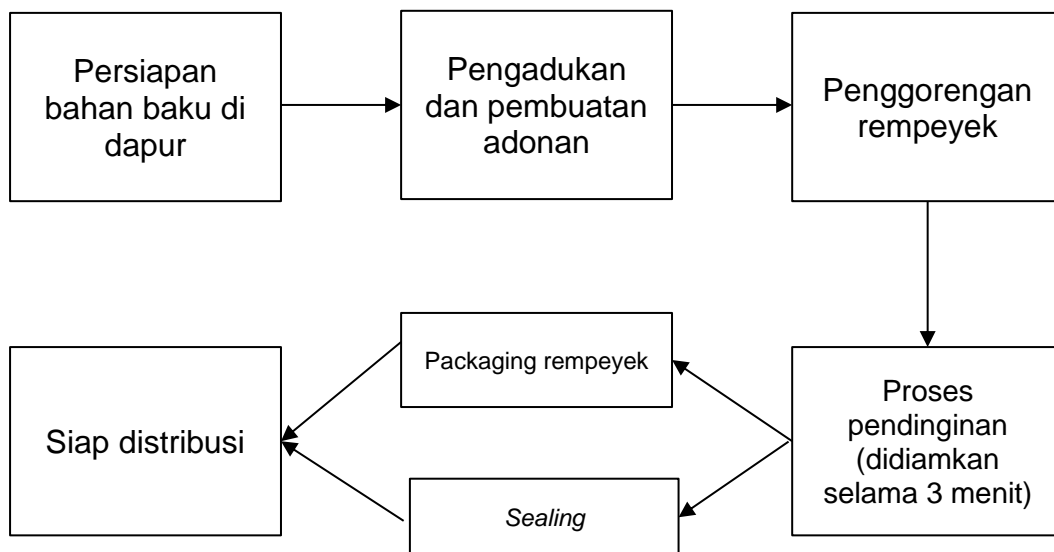 Persiapan
bahan baku di
dapur
Pengadukan
dan pembuatan
adonan
Penggorengan
rempeyek
Proses
pendinginan
(didiamkan
selama 3 menit)
Packaging rempeyek
Sealing
Siap distribusi